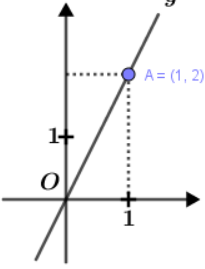 A = (1, 2)
1
O
1